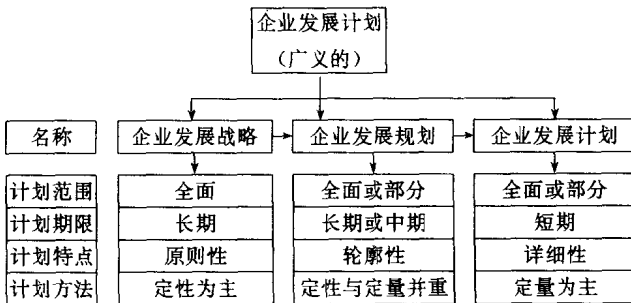 企业发展计划
（广义的）
名称 企业发展战略 企业发展规划 企业发展计划
计划范围 全面 全面或部分 全面或部分
计划期限 长期 长期或中期 短期
计划特点 原则性 轮廓性 详细性
计划方法 定性为主 定性与定量并重 定量为主